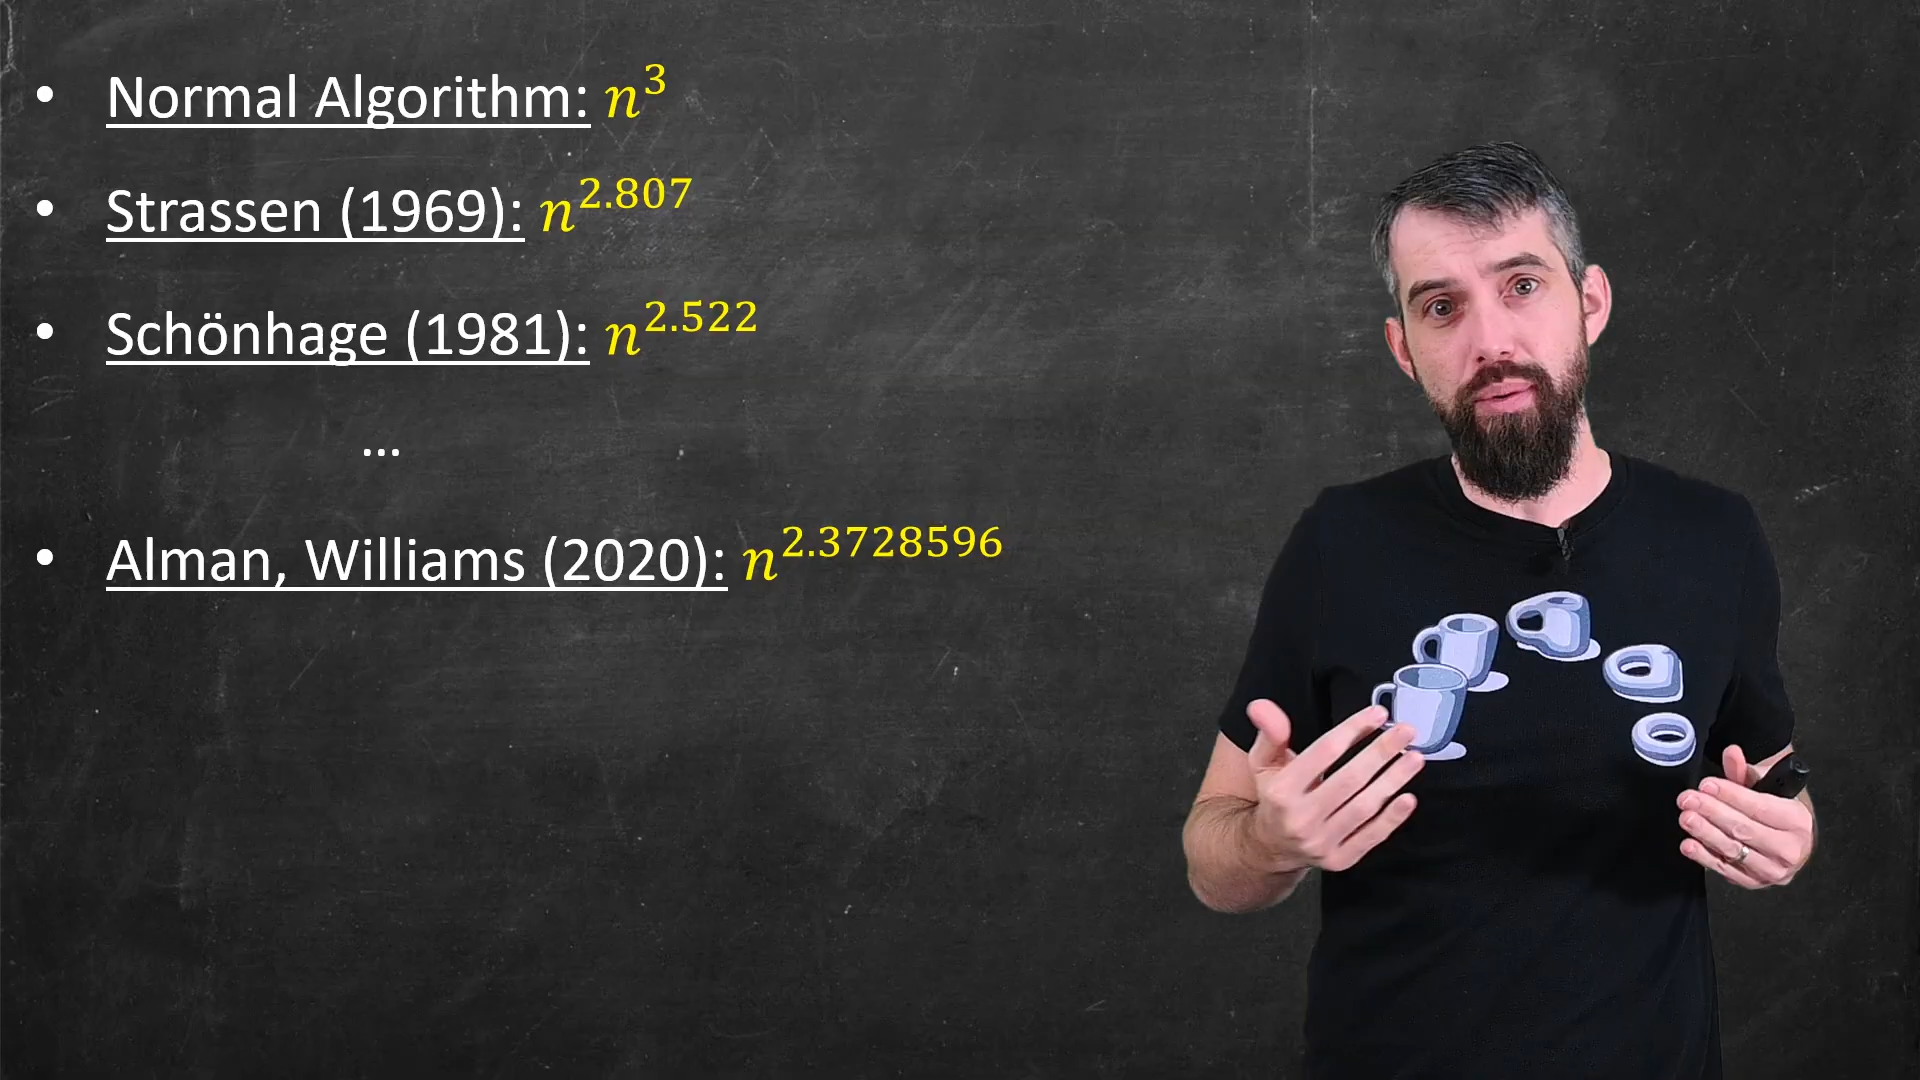 • Normal Algorithm: n³
• Strassen (1969): n^2.807
• Schönhage (1981): n^2.522
...
• Alman, Williams (2020): n^2.3728596